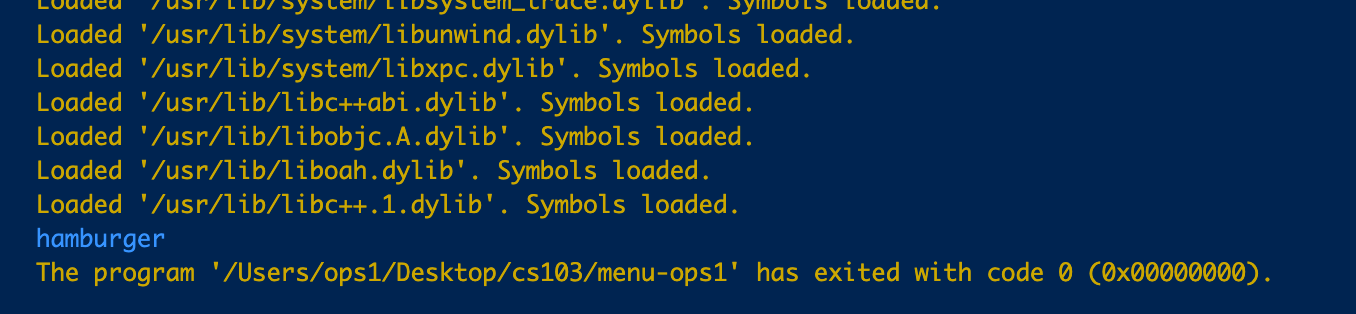 Loaded '/usr/lib/system/libsystem_trace.dylib'. Symbols loaded.
Loaded '/usr/lib/system/libunwind.dylib'. Symbols loaded.
Loaded '/usr/lib/system/libxpc.dylib'. Symbols loaded.
Loaded '/usr/lib/libc++abi.dylib'. Symbols loaded.
Loaded '/usr/lib/libobjc.A.dylib'. Symbols loaded.
Loaded '/usr/lib/liboah.dylib'. Symbols loaded.
Loaded '/usr/lib/libc++.1.dylib'. Symbols loaded.
hamburger
The program '/Users/ops1/Desktop/cs103/menu-ops1' has exited with code 0 (0x00000000).